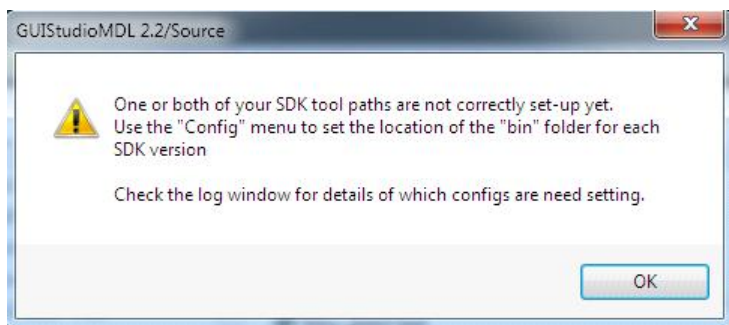 GUIStudioMDL 2.2/Source
One or both of your SDK tool paths are not correctly set-up yet.
Use the "Config" menu to set the location of the "bin" folder for each
SDK version
Check the log window for details of which configs are need setting.
OK